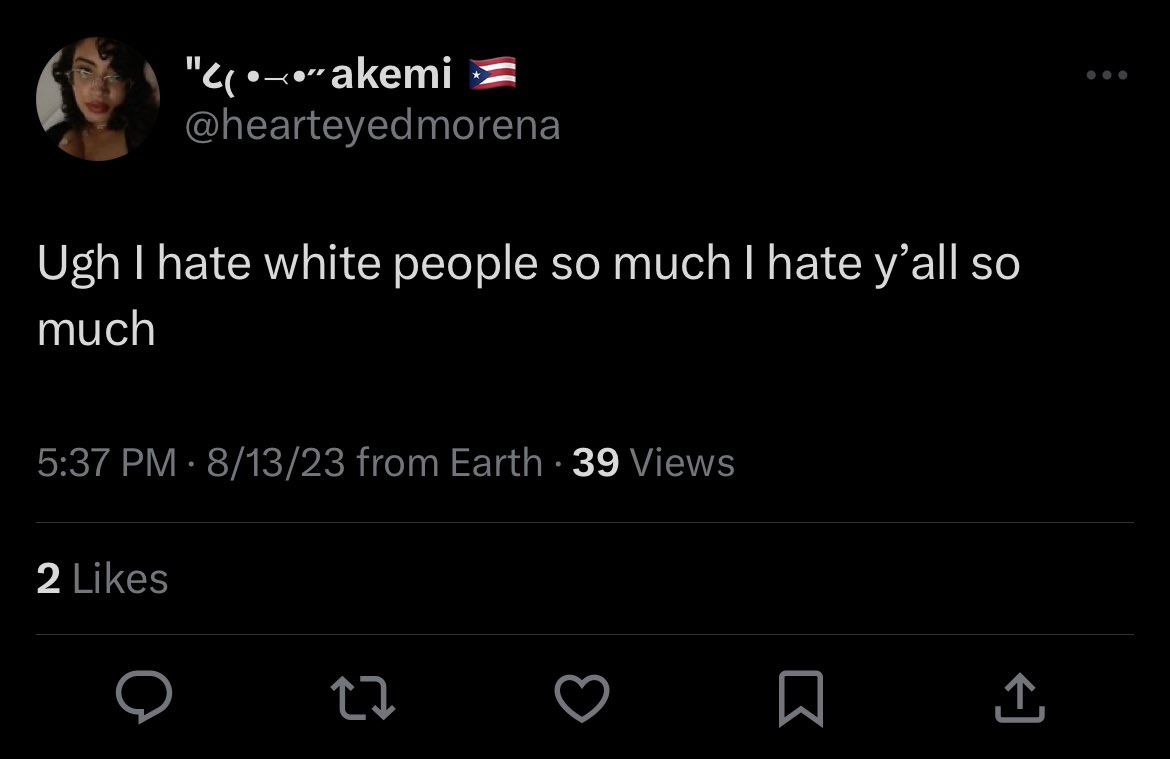 "૮₍ •⤙•˶ akemi 🇵🇷
@hearteyedmorena
Ugh I hate white people so much I hate y’all so
much
5:37 PM · 8/13/23 from Earth · 39 Views
2 Likes